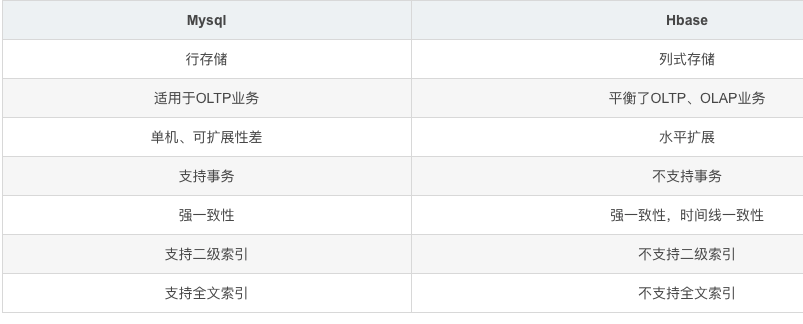 Mysql Hbase
行存储 列式存储
适用于OLTP业务 平衡了OLTP、OLAP业务
单机、可扩展性差 水平扩展
支持事务 不支持事务
强一致性 强一致性，时间线一致性
支持二级索引 不支持二级索引
支持全文索引 不支持全文索引